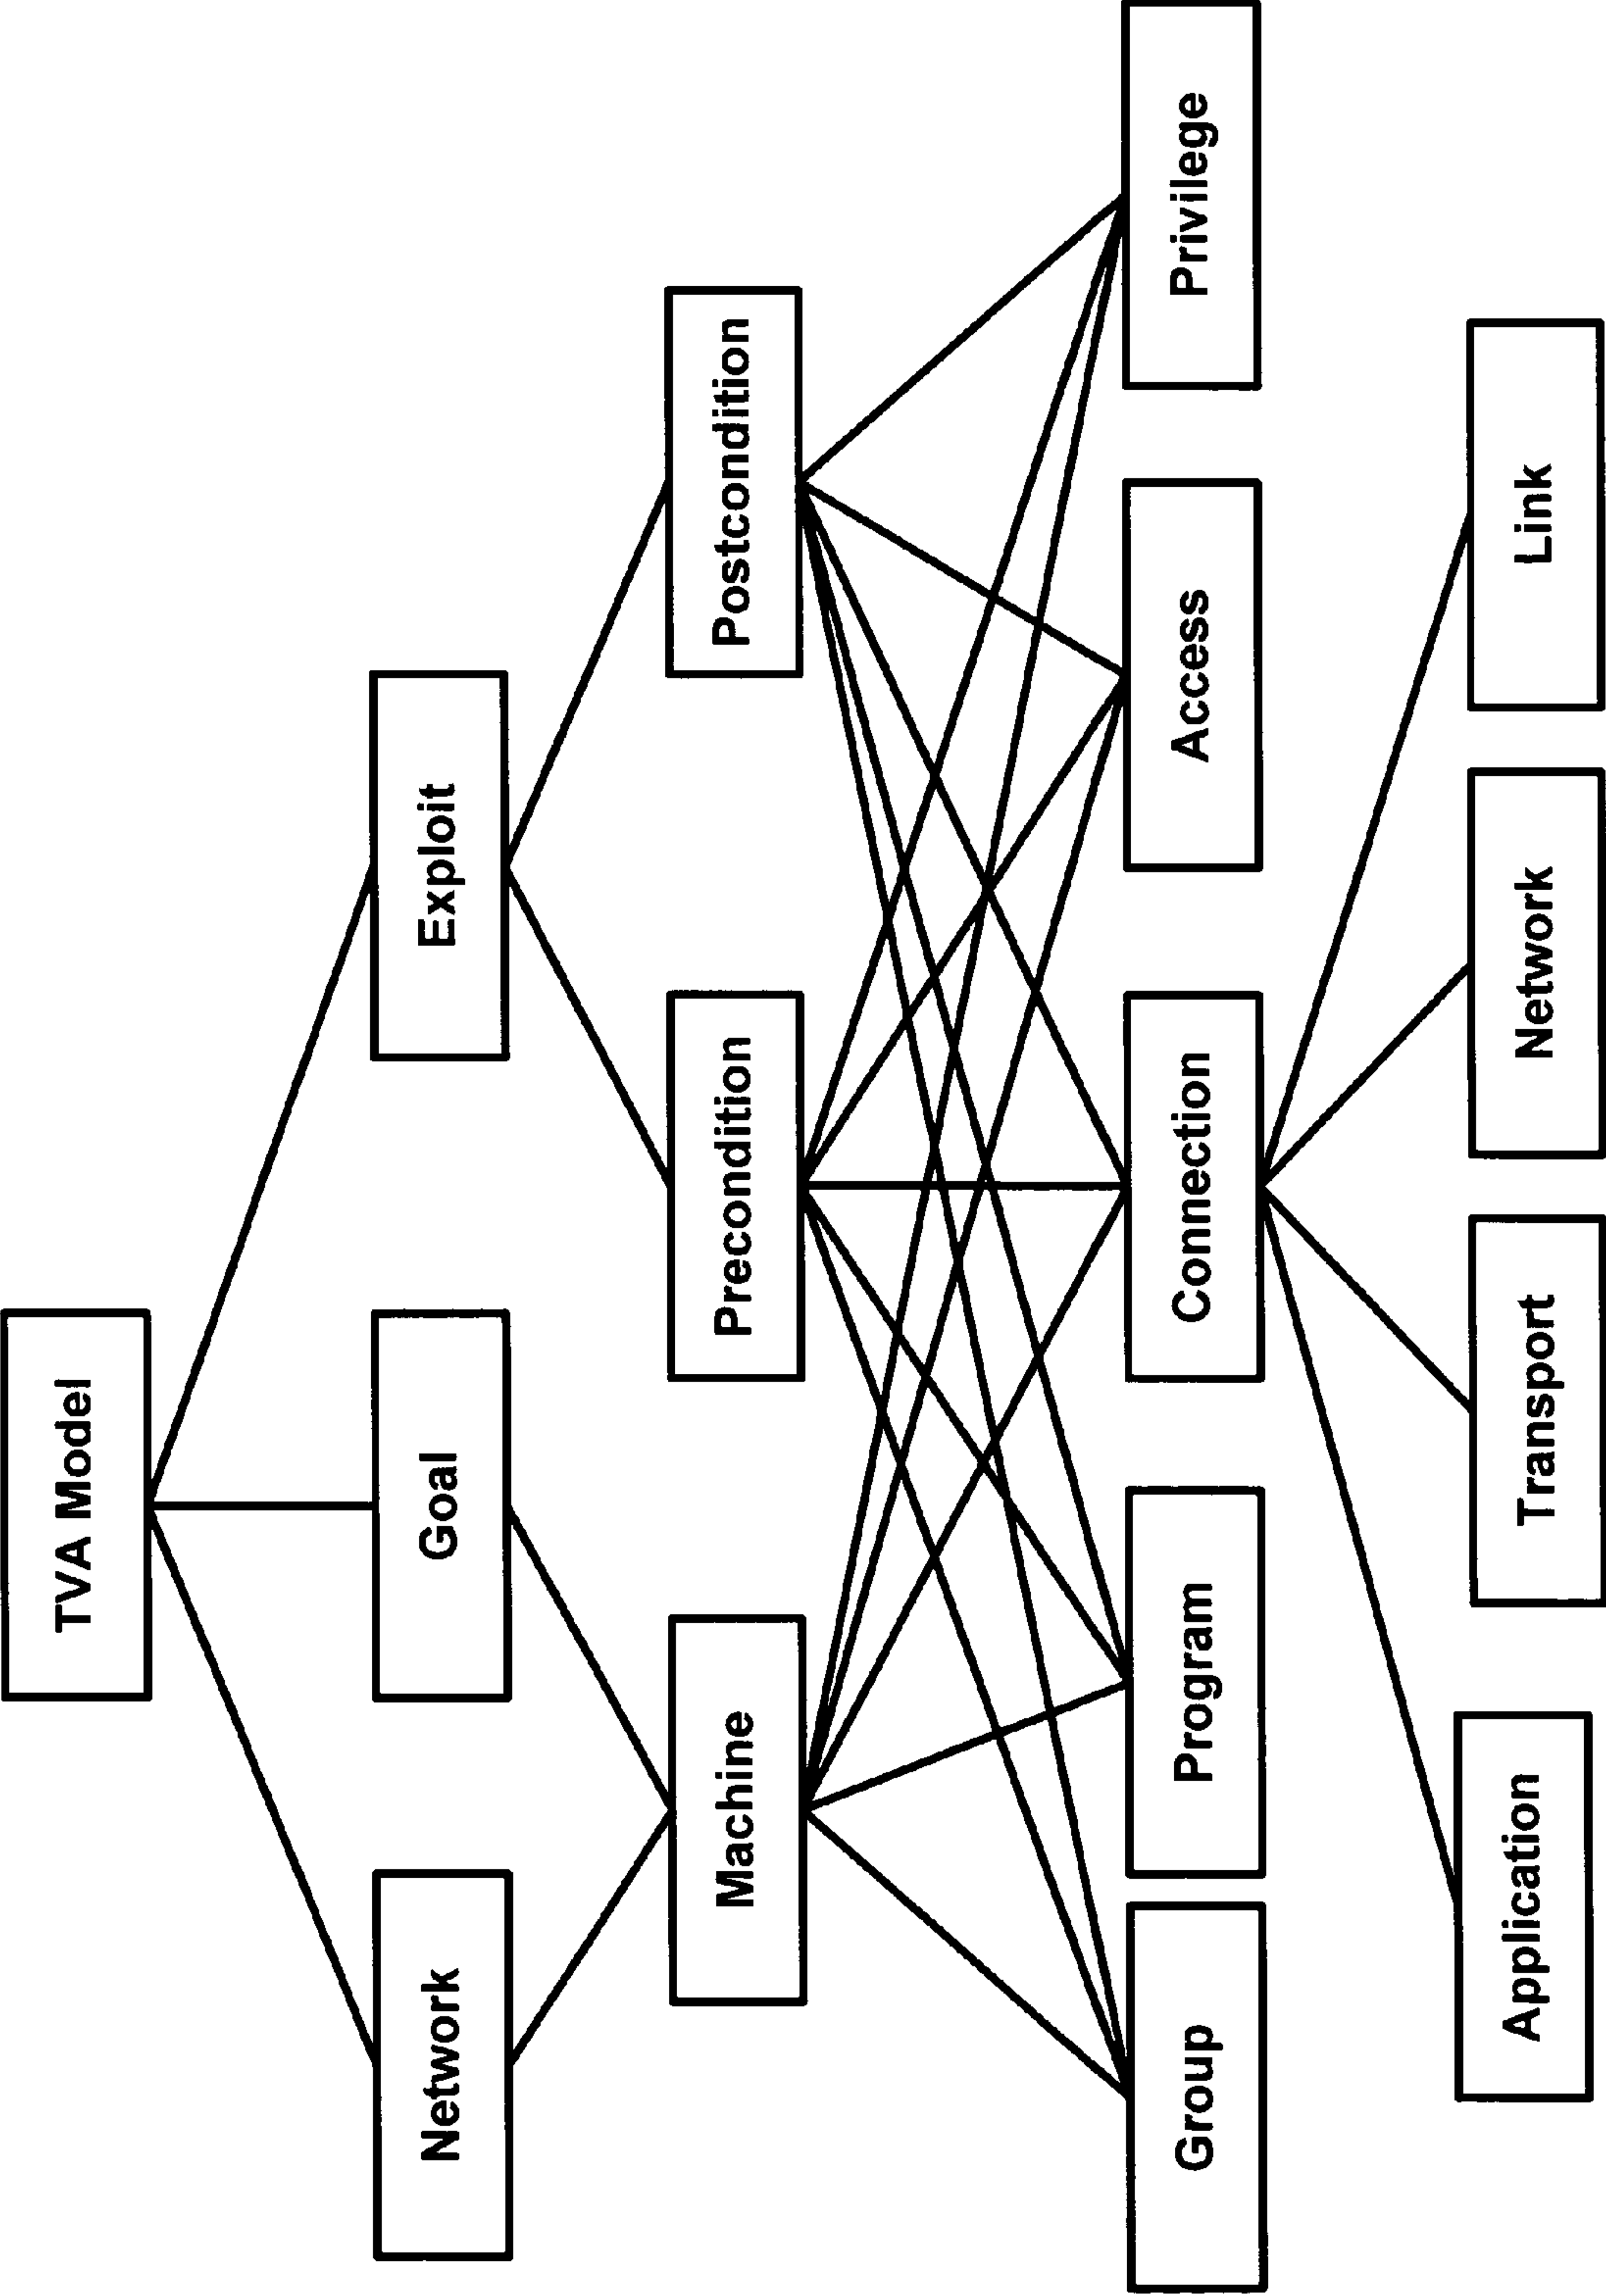 TVA Model
Network
Goal
Exploit
Machine
Precondition
Postcondition
Group
Program
Connection
Access
Privilege
Application
Transport
Network
Link